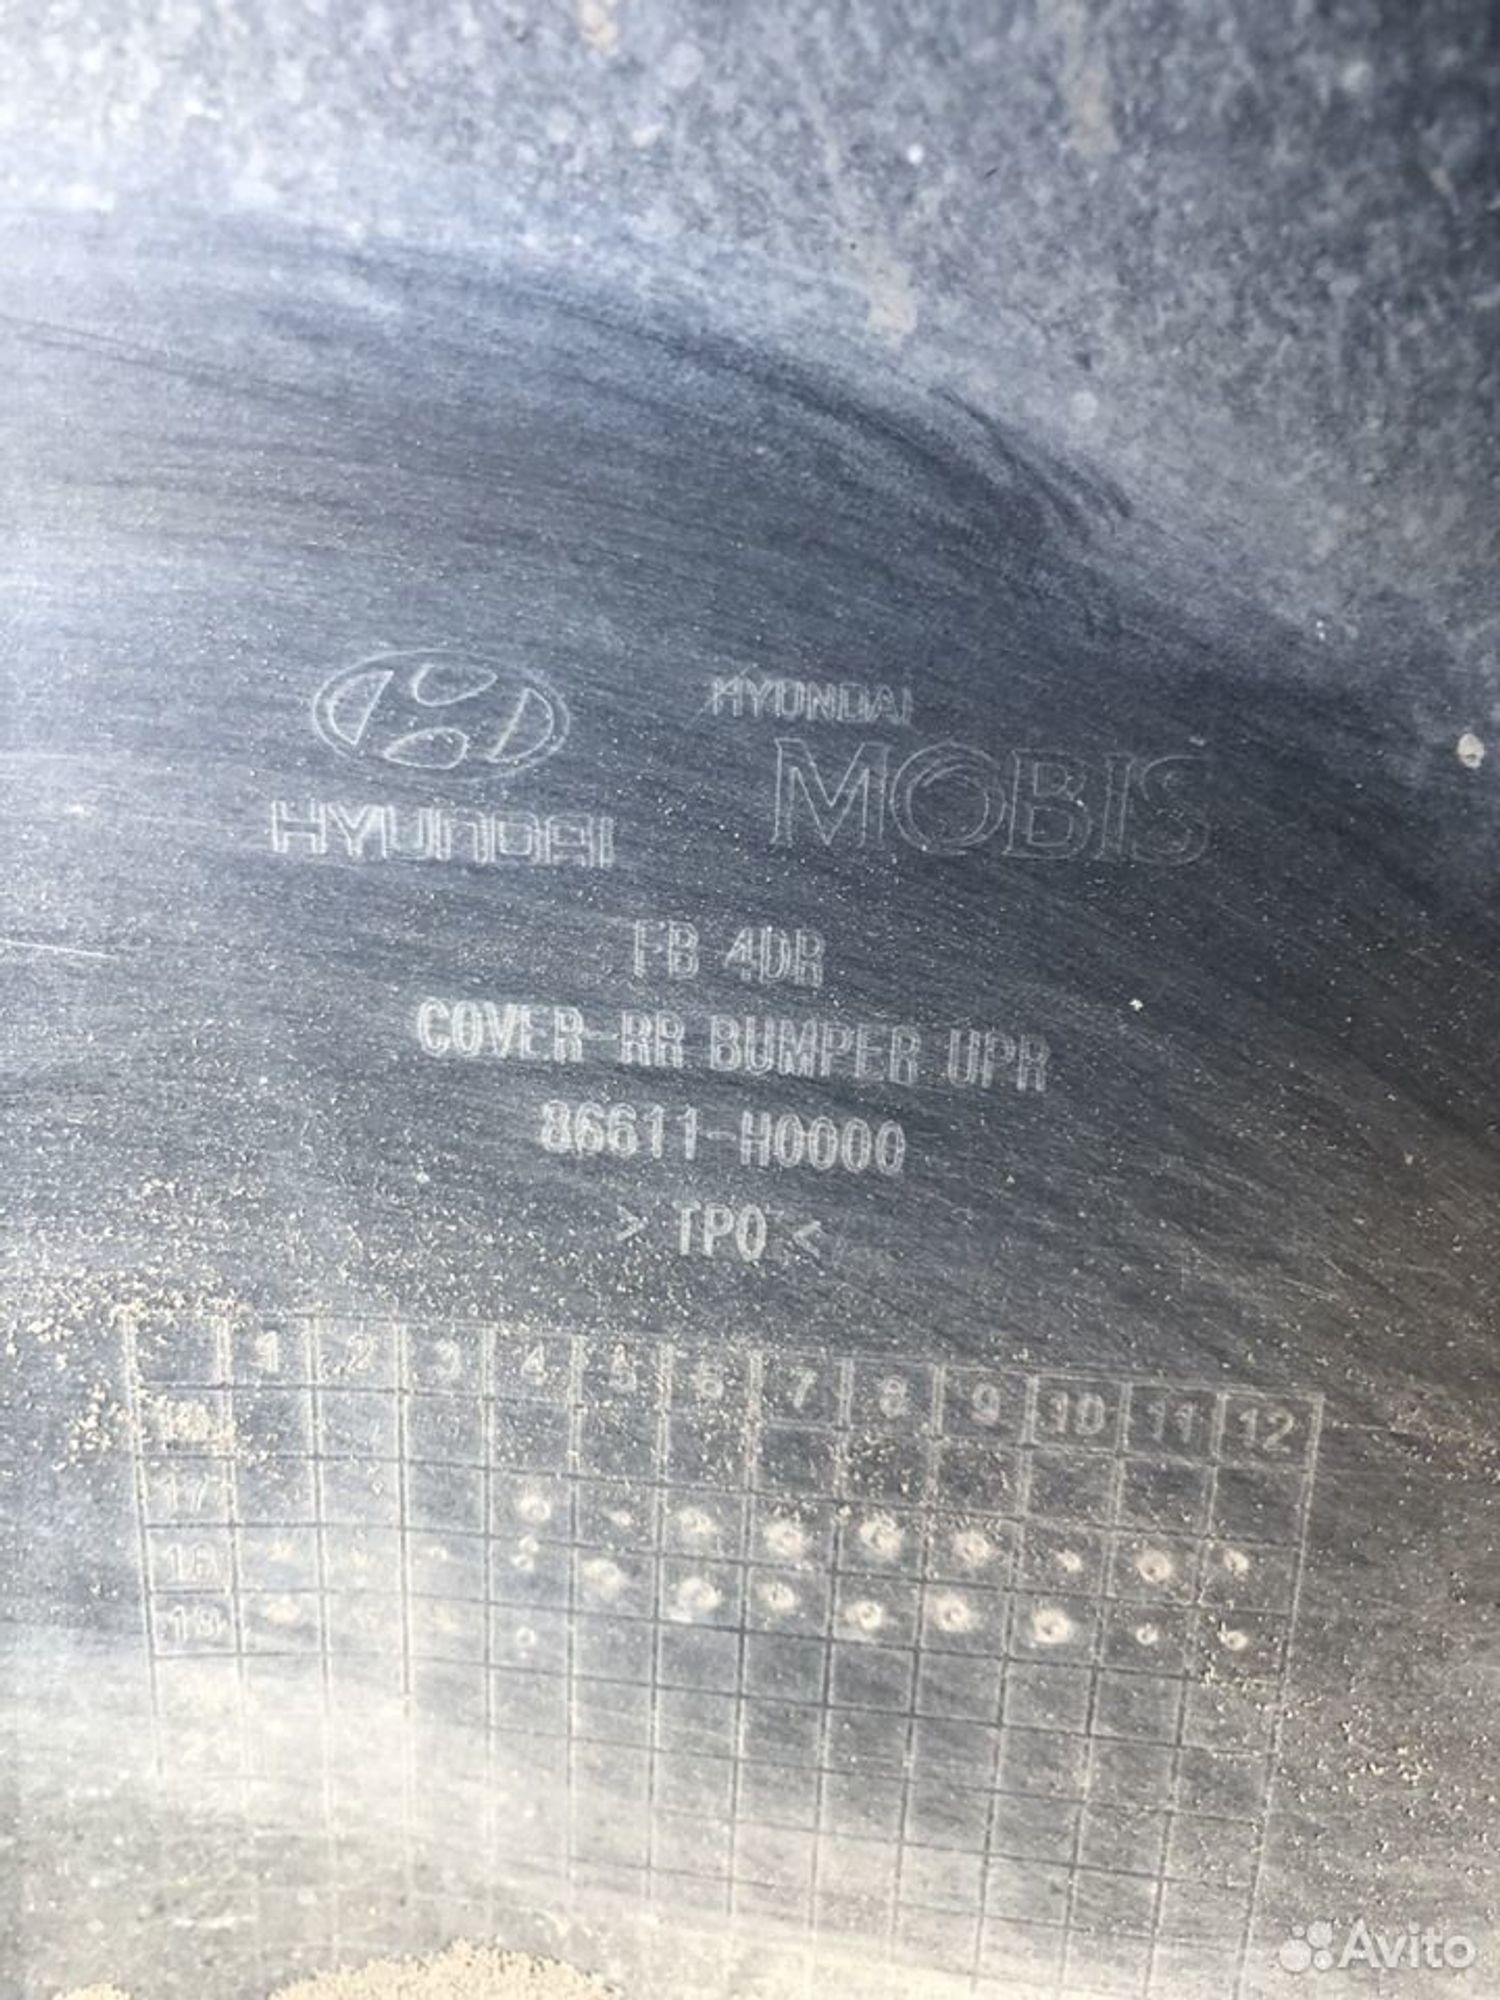 HYUNDAI
HYUNDAI
MOBIS
FB 4DR
COVER-RR BUMPER UPR
86611-H0000
> TPO <
1 2 3 4 5 6 7 8 9 10 11 12
17
18
Avito